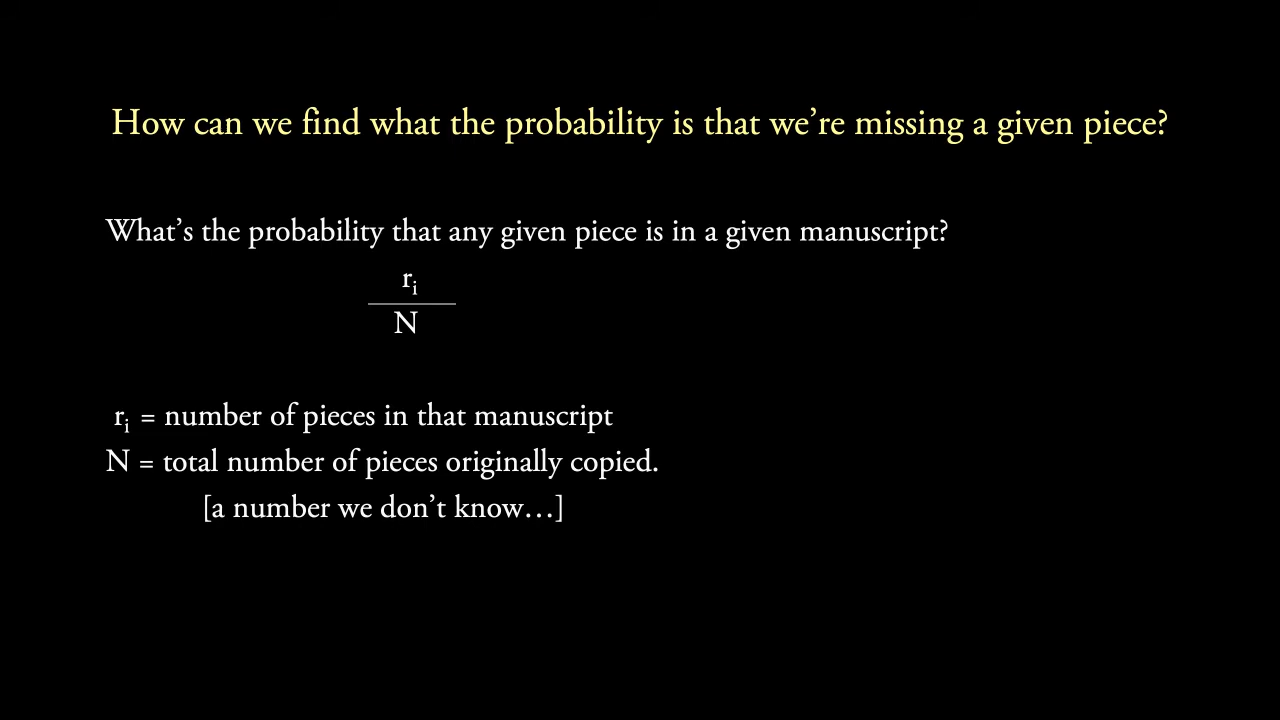 How can we find what the probability is that we’re missing a given piece?
What’s the probability that any given piece is in a given manuscript?
rᵢ
N
rᵢ = number of pieces in that manuscript
N = total number of pieces originally copied.
[a number we don’t know…]